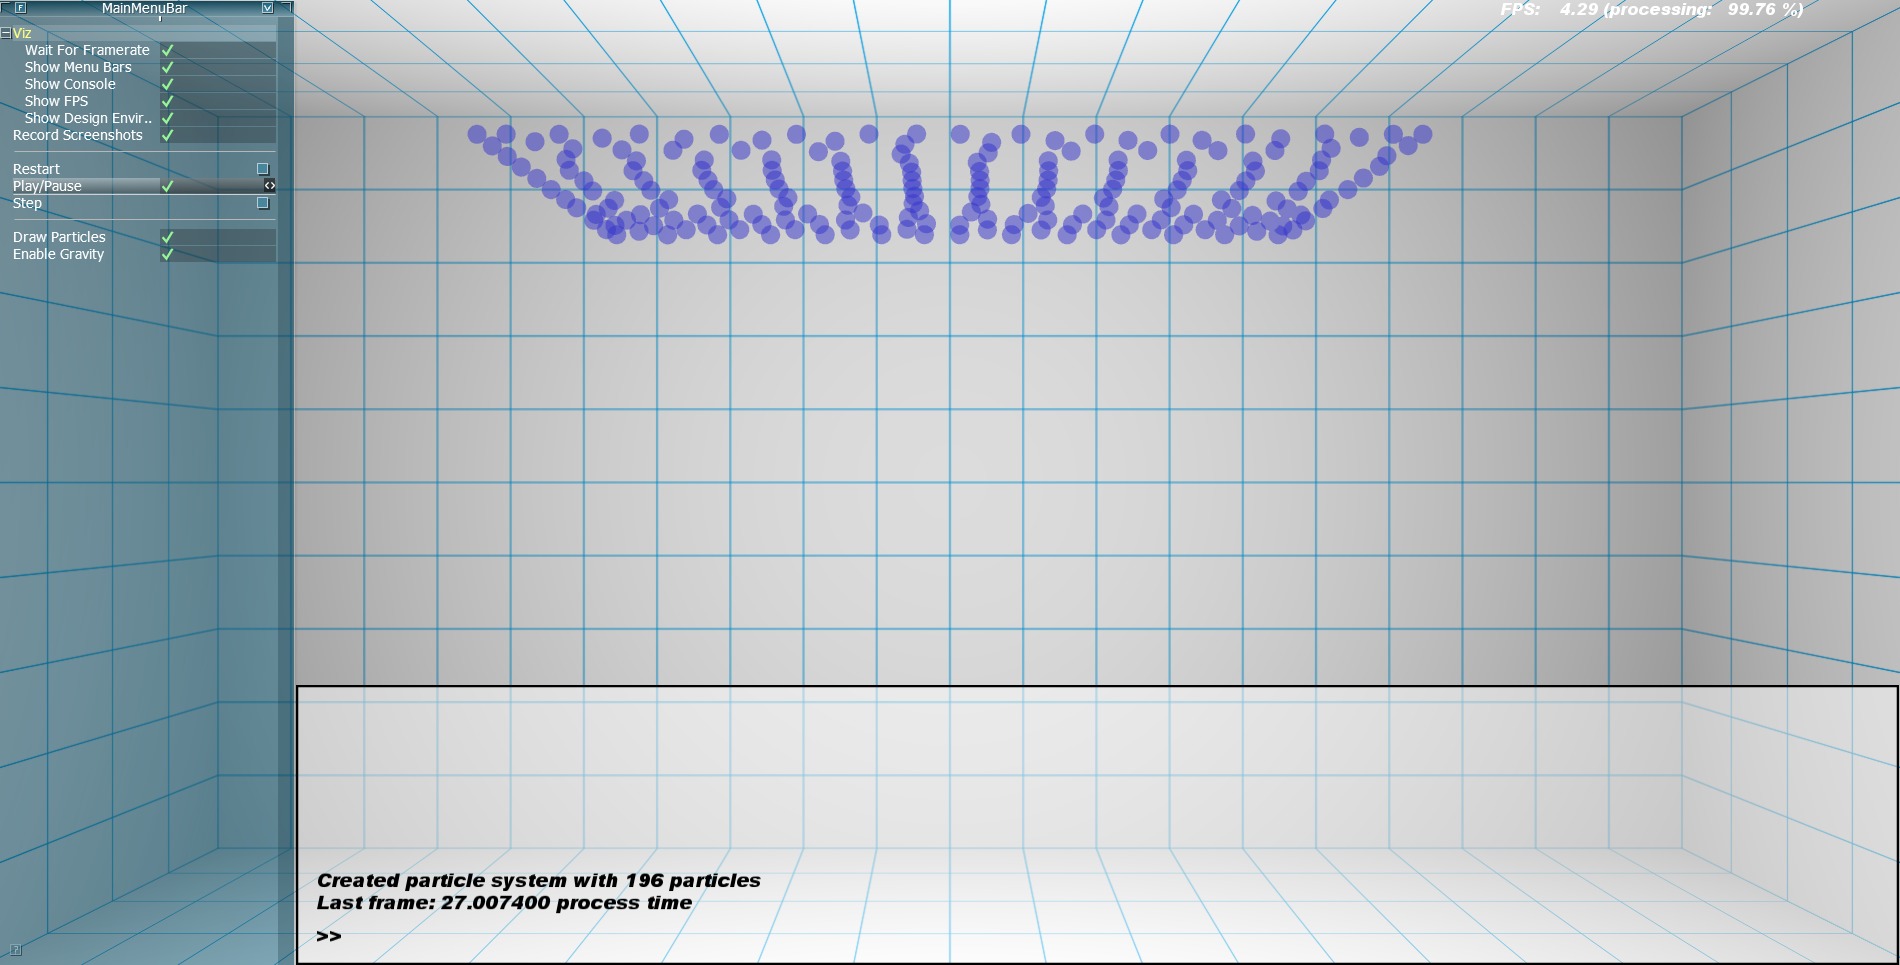 MainMenuBar
FPS: 4.29 (processing: 99.76 %)
Viz
Wait For Framerate
Show Menu Bars
Show Console
Show FPS
Show Design Envir..
Record Screenshots
Restart
Play/Pause
Step
Draw Particles
Enable Gravity
Created particle system with 196 particles
Last frame: 27.007400 process time
>>